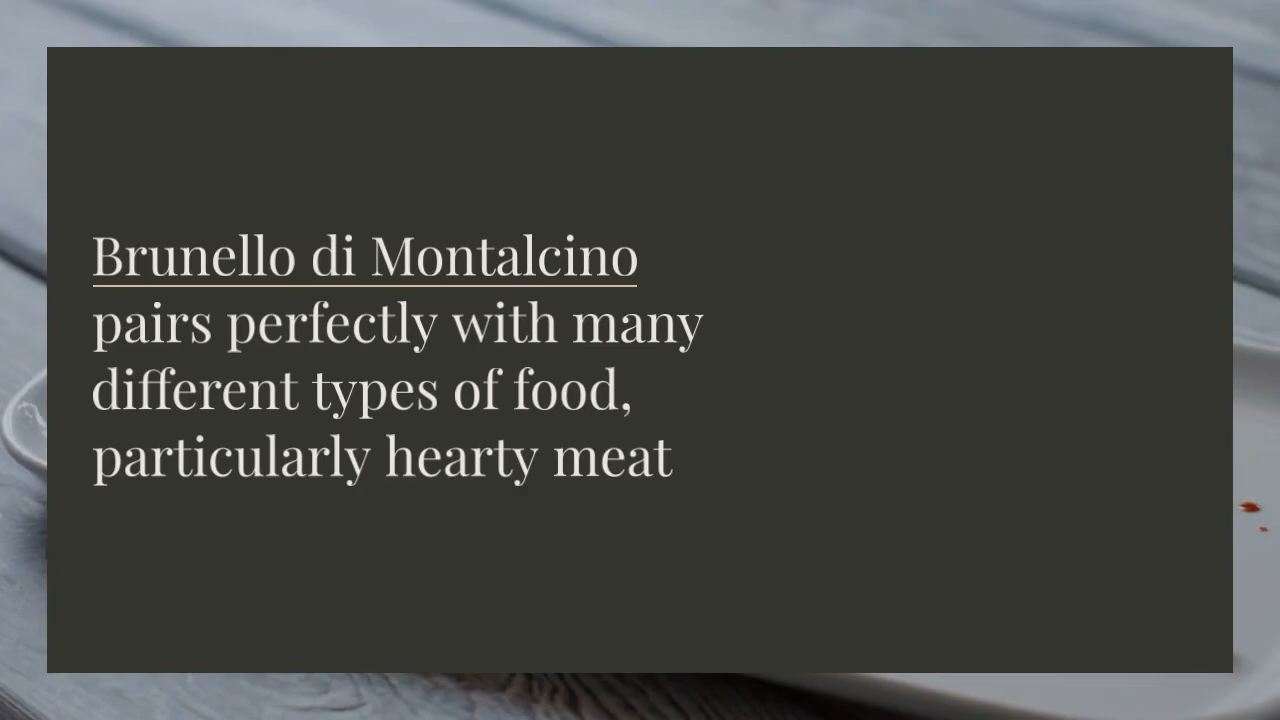 Brunello di Montalcino
pairs perfectly with many
different types of food,
particularly hearty meat